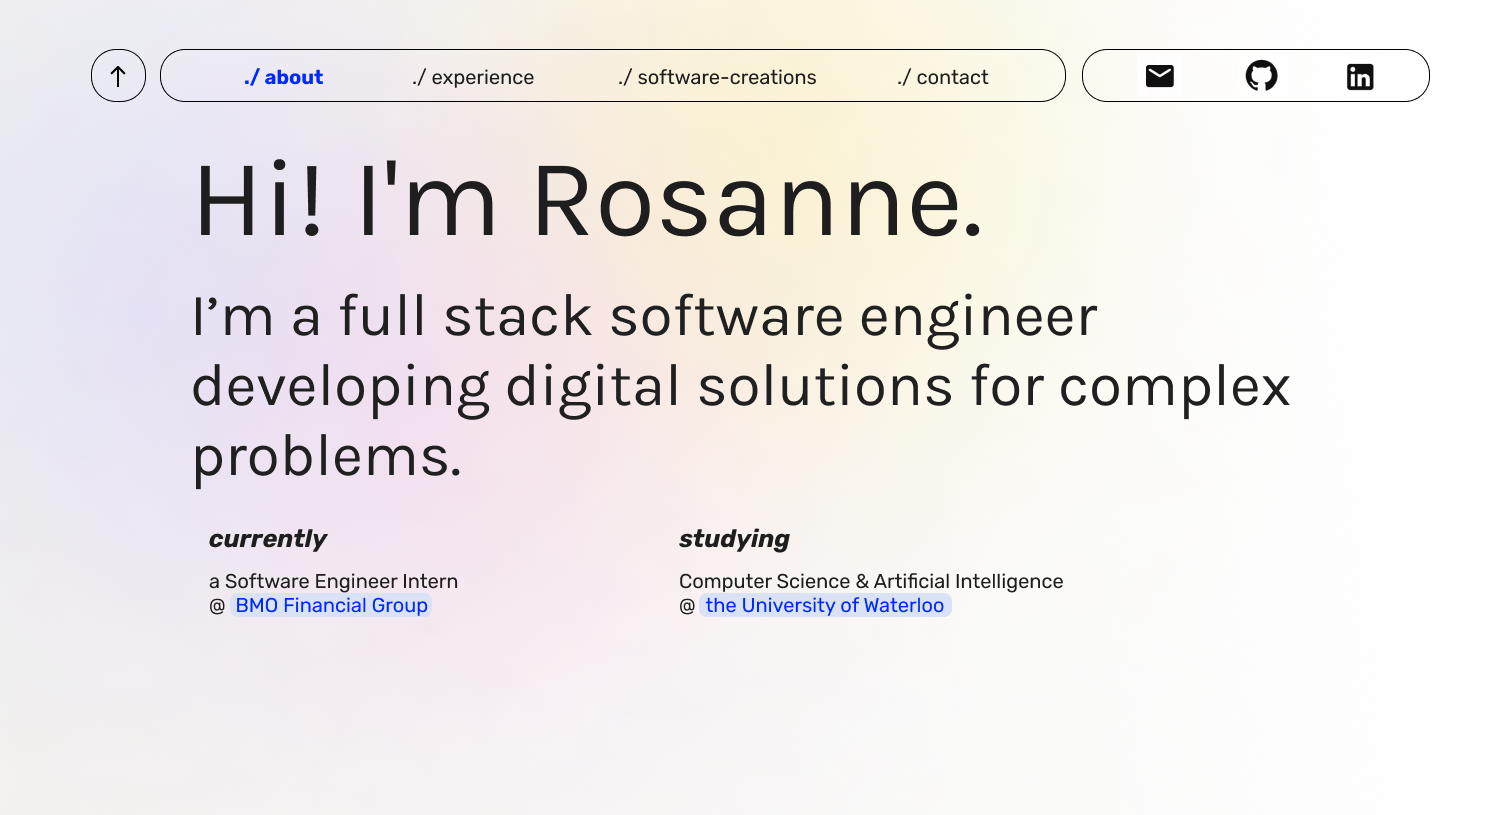 ./ about ./ experience ./ software-creations ./ contact in
Hi! I'm Rosanne.
I’m a full stack software engineer
developing digital solutions for complex
problems.
currently
a Software Engineer Intern
@ BMO Financial Group
studying
Computer Science & Artificial Intelligence
@ the University of Waterloo